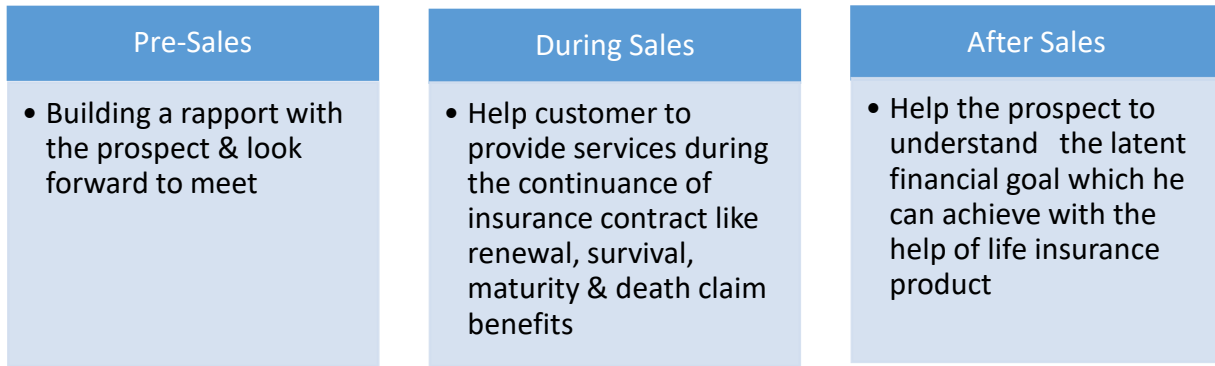 Pre-Sales
• Building a rapport with
the prospect & look
forward to meet
During Sales
• Help customer to
provide services during
the continuance of
insurance contract like
renewal, survival,
maturity & death claim
benefits
After Sales
• Help the prospect to
understand the latent
financial goal which he
can achieve with the
help of life insurance
product